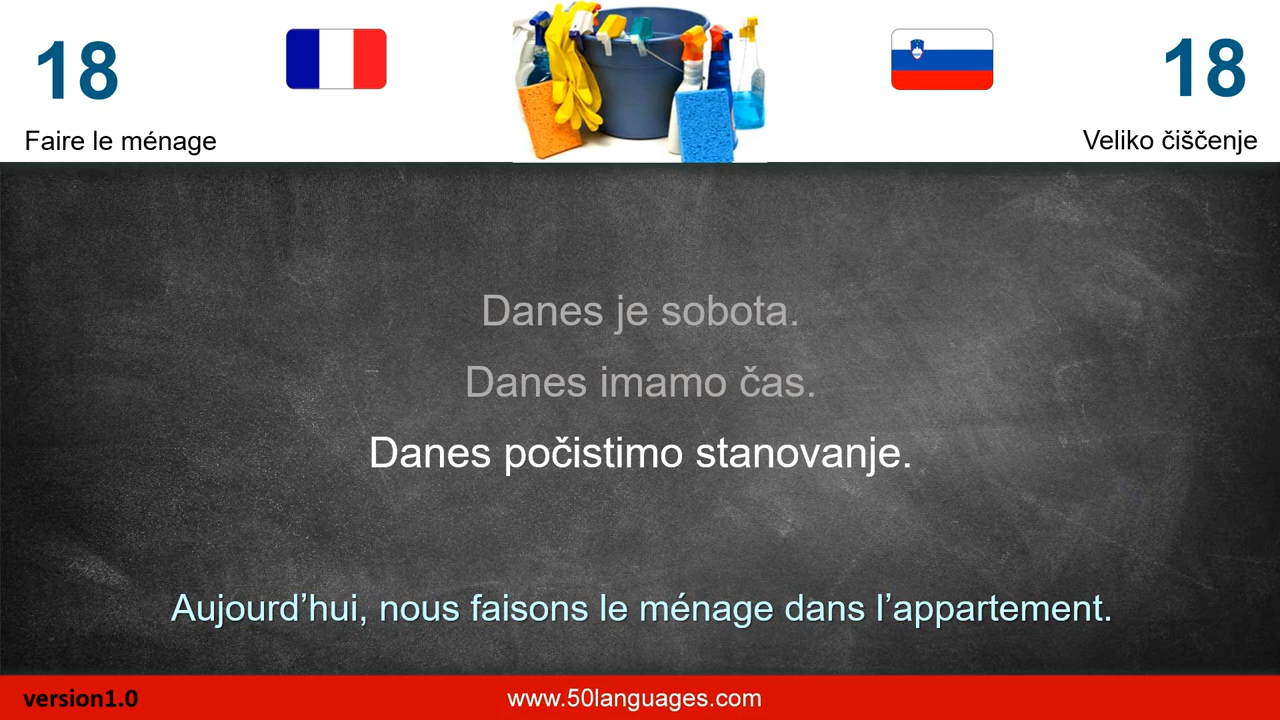 18
18
Faire le ménage
Veliko čiščenje
Danes je sobota.
Danes imamo čas.
Danes počistimo stanovanje.
Aujourd’hui, nous faisons le ménage dans l’appartement.
version1.0
www.50languages.com